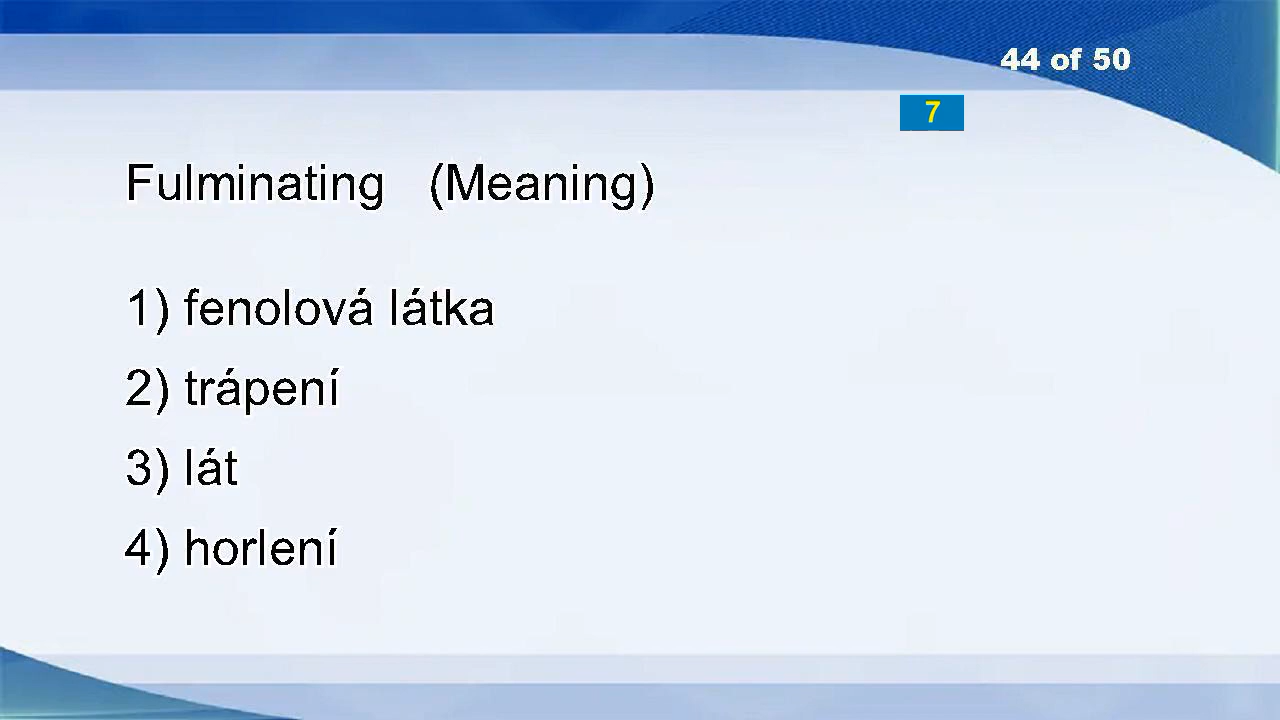 44 of 50
7
Fulminating (Meaning)
1) fenolová látka
2) trápení
3) lát
4) horlení